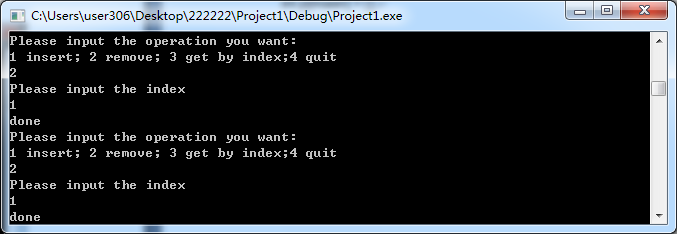 C:\Users\user306\Desktop\222222\Project1\Debug\Project1.exe
Please input the operation you want:
1 insert; 2 remove; 3 get by index;4 quit
2
Please input the index
1
done
Please input the operation you want:
1 insert; 2 remove; 3 get by index;4 quit
2
Please input the index
1
done